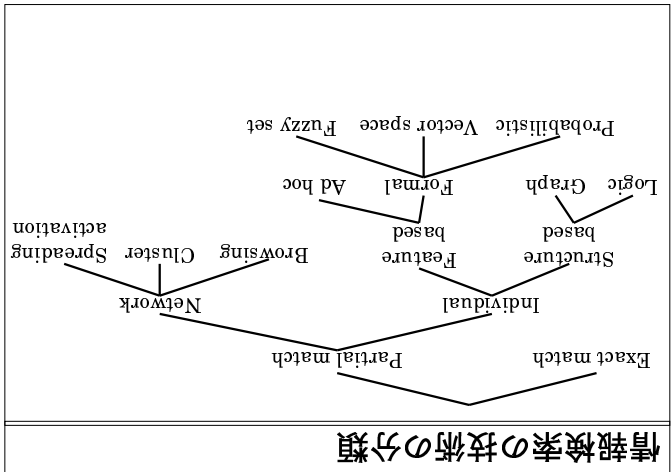 情報検索の技術の分類
Exact match Partial match
Individual Network
Structure
based
Feature
based
Browsing Cluster Spreading
activation
Logic Graph Formal Ad hoc
Probabilistic Vector space Fuzzy set